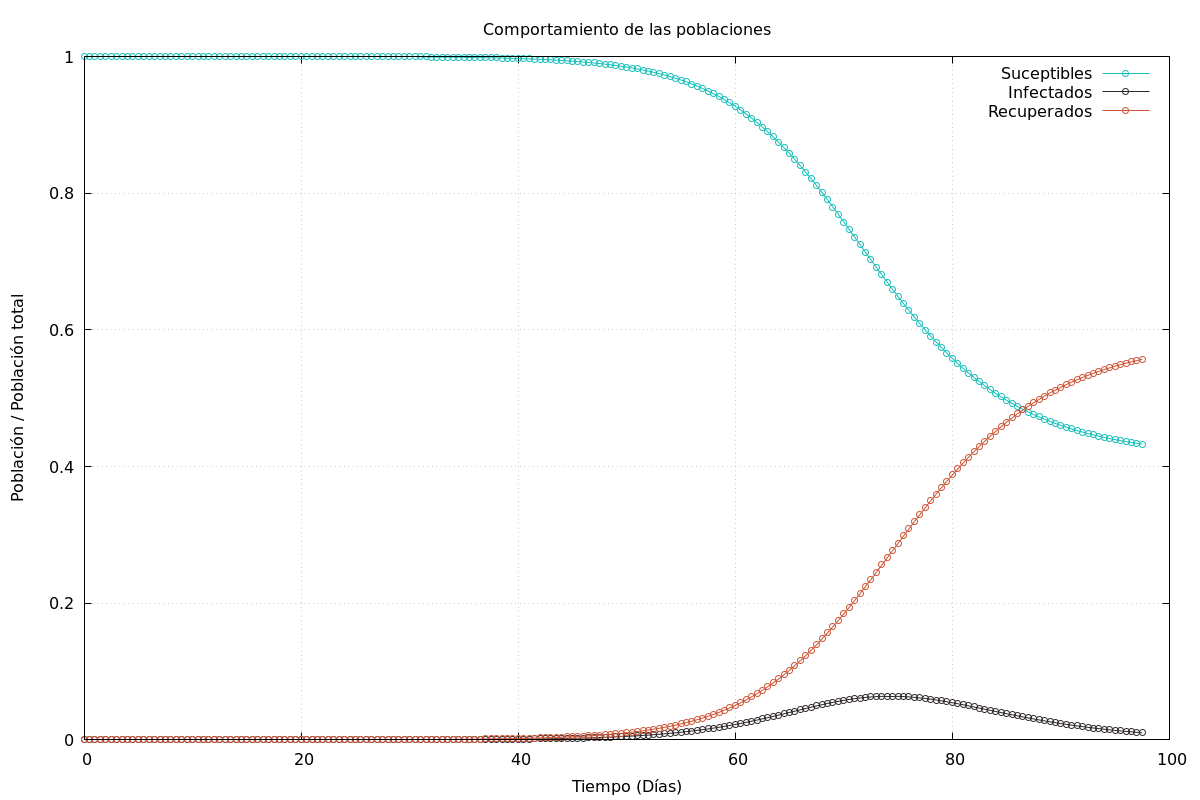 Comportamiento de las poblaciones
Suceptibles
Infectados
Recuperados
Población / Población total
1
0.8
0.6
0.4
0.2
0
0 20 40 60 80 100
Tiempo (Días)